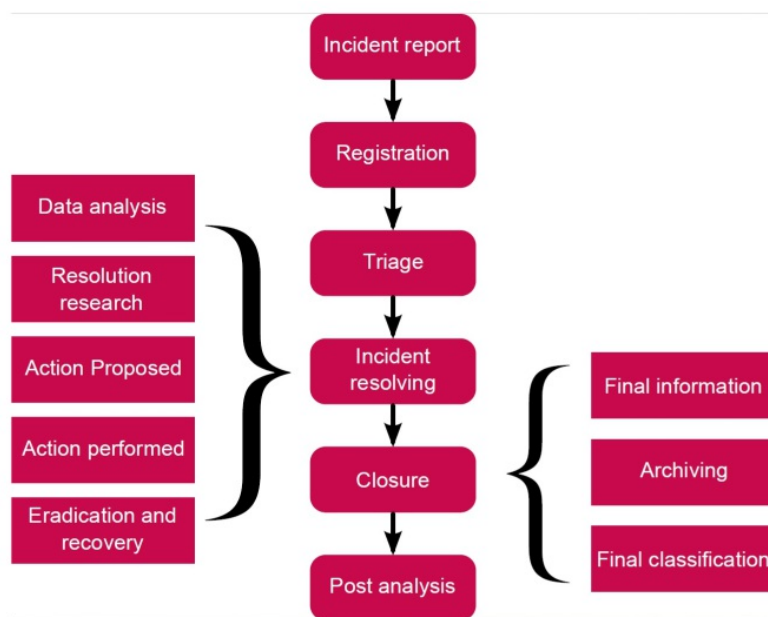 Incident report
Registration
Triage
Incident
resolving
Closure
Post analysis
Data analysis
Resolution
research
Action Proposed
Action performed
Eradication and
recovery
Final information
Archiving
Final classification